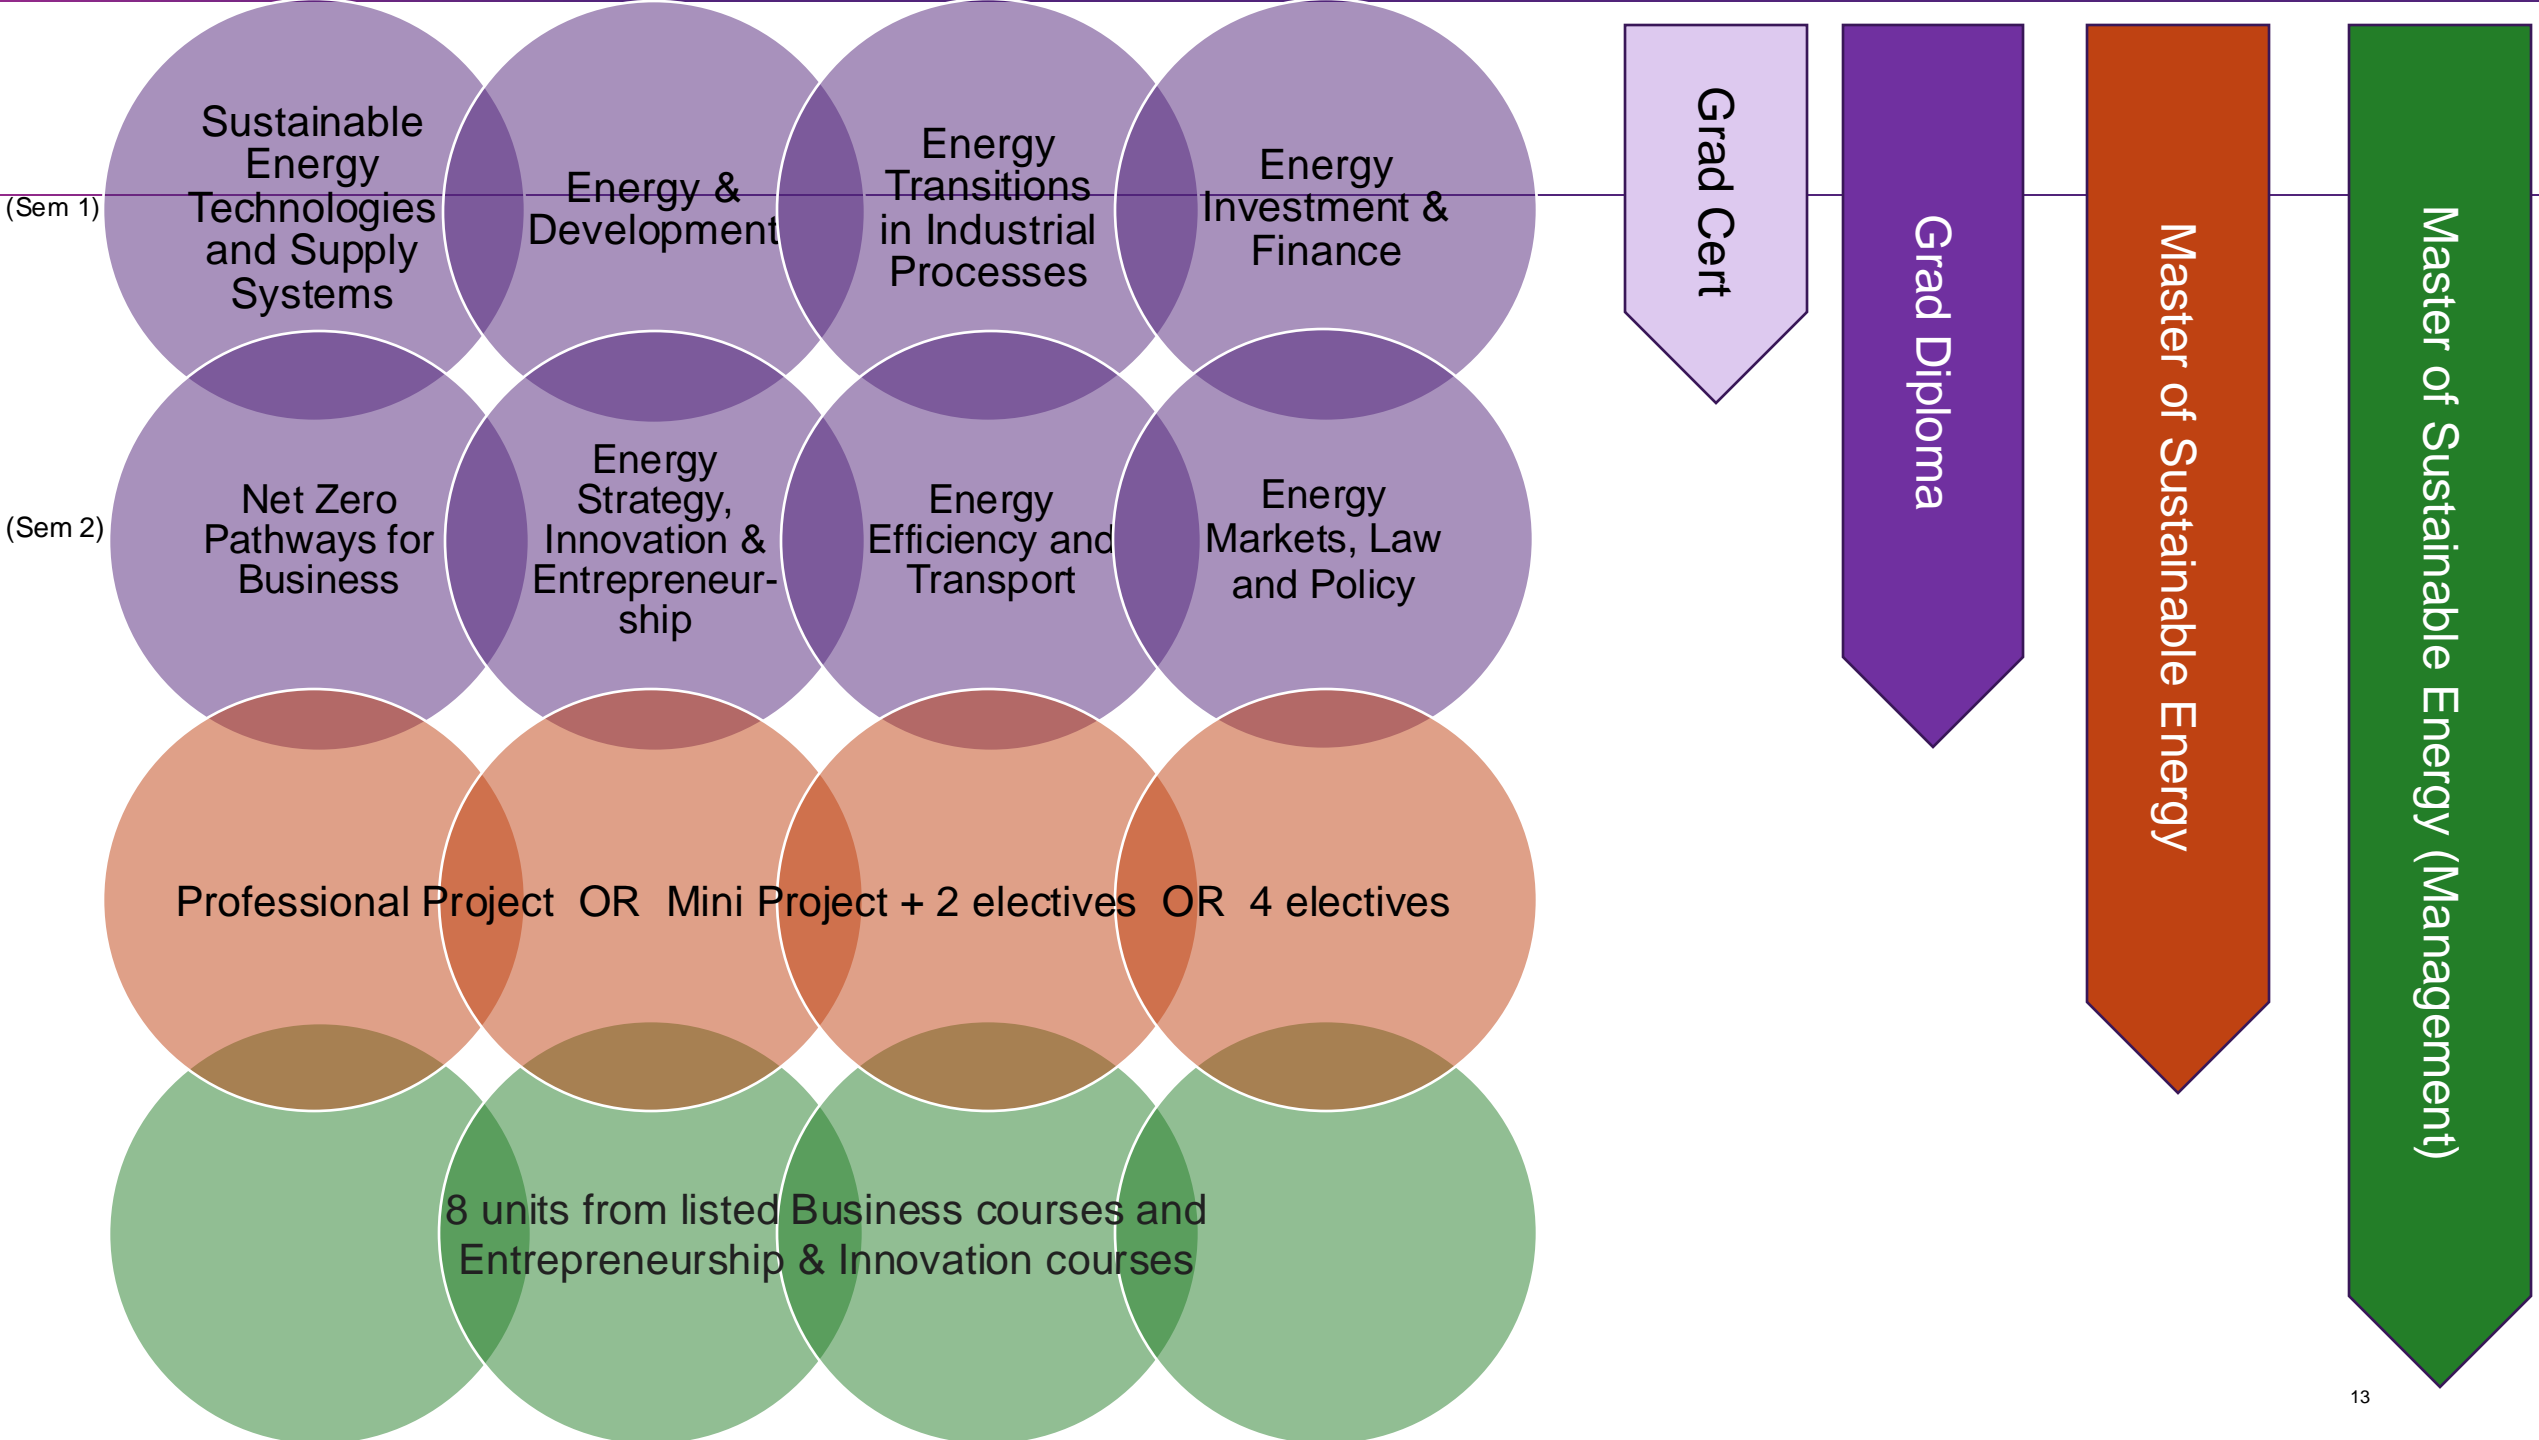 (Sem 1)
Sustainable
Energy
Technologies
and Supply
Systems
Energy &
Development
Energy
Transitions
in Industrial
Processes
Energy
Investment &
Finance
(Sem 2)
Net Zero
Pathways for
Business
Energy
Strategy,
Innovation &
Entrepreneur-
ship
Energy
Efficiency and
Transport
Energy
Markets, Law
and Policy
Professional Project OR Mini Project + 2 electives OR 4 electives
8 units from listed Business courses and
Entrepreneurship & Innovation courses
Grad Cert
Grad Diploma
Master of Sustainable Energy
Master of Sustainable Energy (Management)
13